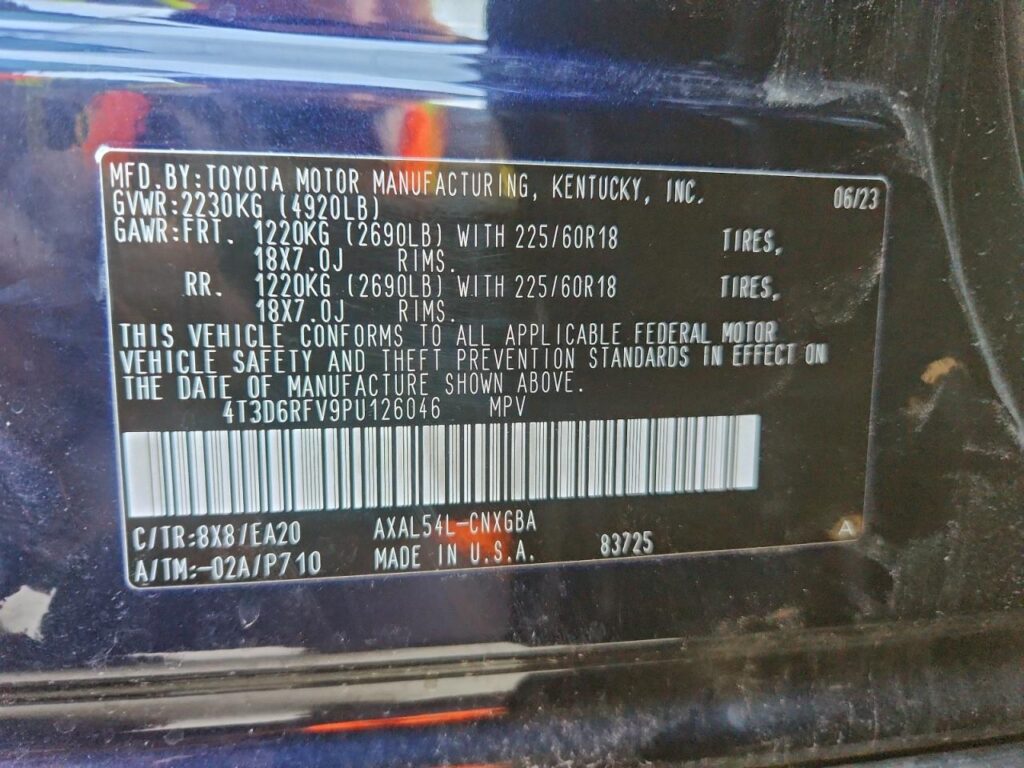 MFD.BY:TOYOTA MOTOR MANUFACTURING, KENTUCKY, INC. 06/23
GVWR:2230KG (4920LB)
GAWR:FRT. 1220KG (2690LB) WITH 225/60R18 TIRES,
18X7.0J RIMS.
RR. 1220KG (2690LB) WITH 225/60R18 TIRES,
18X7.0J RIMS.
THIS VEHICLE CONFORMS TO ALL APPLICABLE FEDERAL MOTOR
VEHICLE SAFETY AND THEFT PREVENTION STANDARDS IN EFFECT ON
THE DATE OF MANUFACTURE SHOWN ABOVE.
4T3D6RFV9PU126046 MPV
C/TR:8X8/EA20 AXAL54L-CNXGBA
A/TM:-02A/P710 MADE IN U.S.A. 83725 A